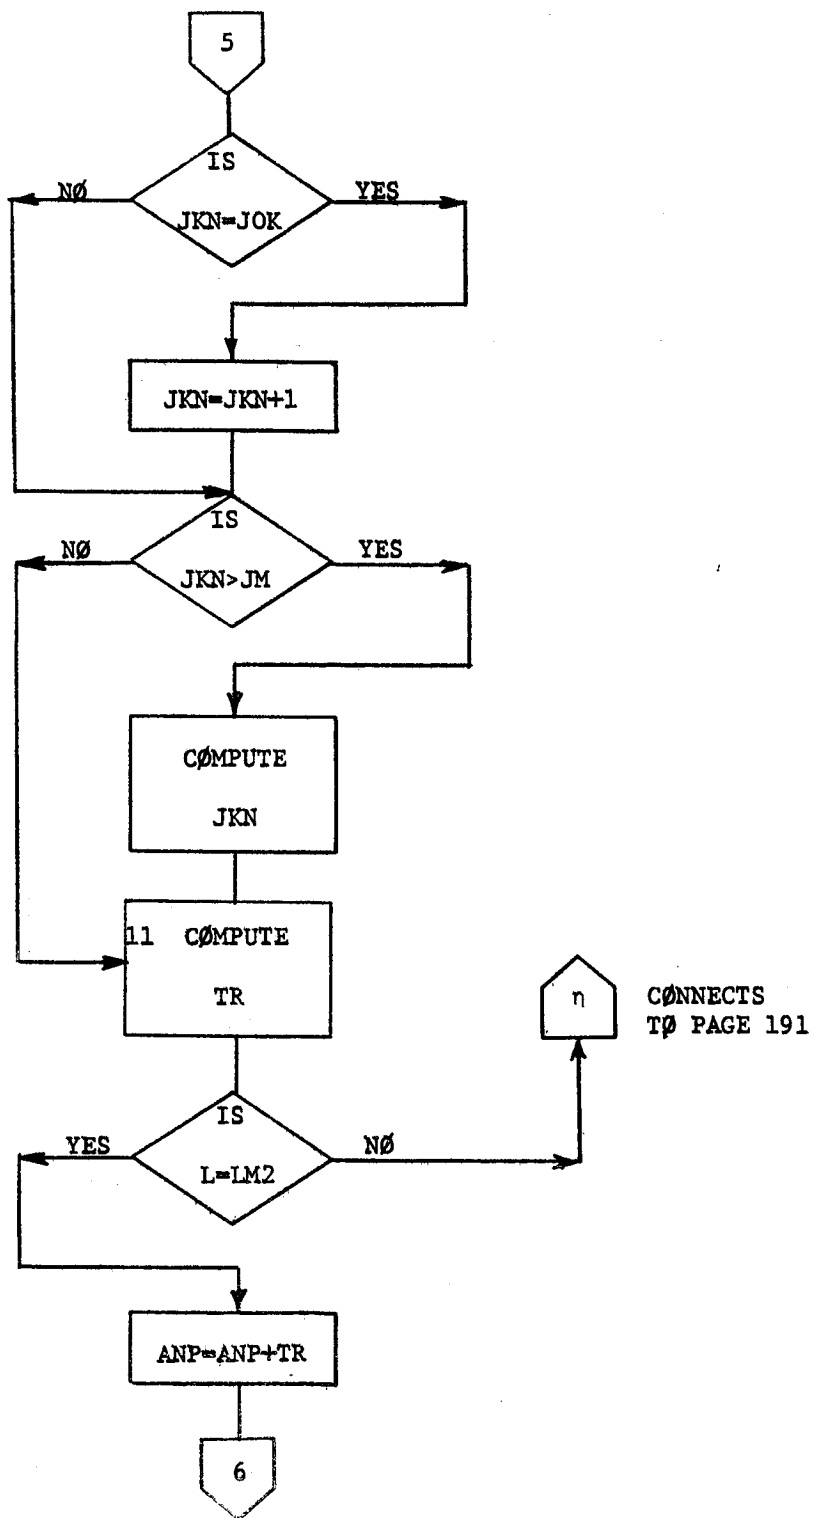 5
IS
NØ
YES
JKN=JOK
JKN=JKN+1
IS
NØ
YES
JKN>JM
CØMPUTE
JKN
11 CØMPUTE
TR
η
CØNNECTS
TØ PAGE 191
IS
YES
NØ
L=LM2
ANP=ANP+TR
6